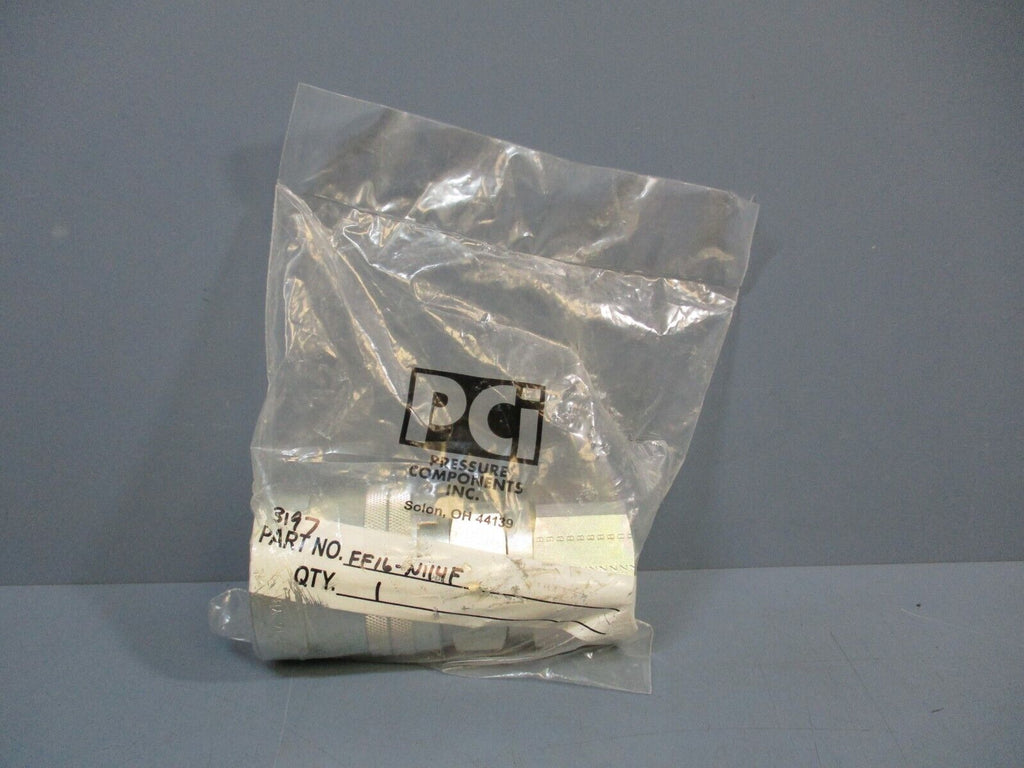 PCi
PRESSURE
COMPONENTS
INC.
Solon, OH 44139
3197
PART NO. FF16-N114F
QTY. 1